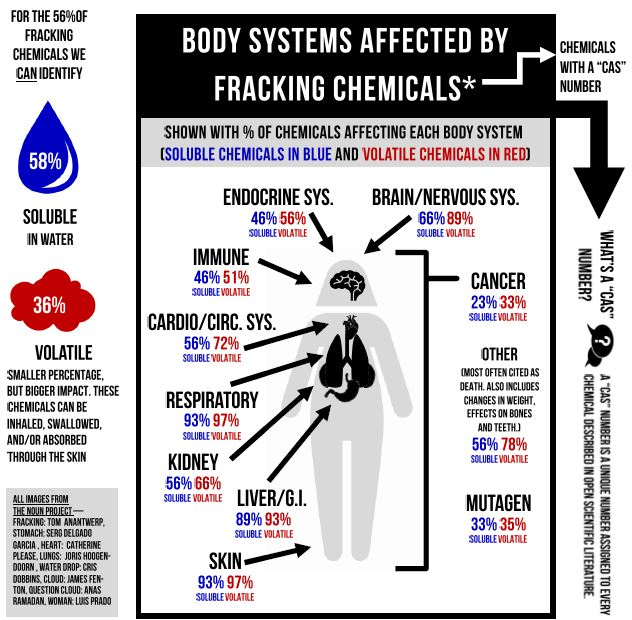 FOR THE 56%OF
FRACKING
CHEMICALS WE
CAN IDENTIFY
58%
SOLUBLE
IN WATER
36%
VOLATILE
SMALLER PERCENTAGE,
BUT BIGGER IMPACT. THESE
CHEMICALS CAN BE
INHALED, SWALLOWED,
AND/OR ABSORBED
THROUGH THE SKIN
ALL IMAGES FROM
THE NOUN PROJECT—
FRACKING: TOM ANANTWERP,
STOMACH: SERG DELGADO
GARCIA , HEART: CATHERINE
PLEASE, LUNGS: JORIS HOOGEN-
DOORN , WATER DROP: CRIS
DOBBINS, CLOUD: JAMES FEN-
TON, QUESTION CLOUD: ANAS
RAMADAN, WOMAN: LUIS PRADO
BODY SYSTEMS AFFECTED BY
FRACKING CHEMICALS*
CHEMICALS
WITH A “CAS”
NUMBER
SHOWN WITH % OF CHEMICALS AFFECTING EACH BODY SYSTEM
(SOLUBLE CHEMICALS IN BLUE AND VOLATILE CHEMICALS IN RED)
ENDOCRINE SYS.
46% 56%
SOLUBLE VOLATILE
BRAIN/NERVOUS SYS.
66% 89%
SOLUBLE VOLATILE
IMMUNE
46% 51%
SOLUBLE VOLATILE
CARDIO/CIRC. SYS.
56% 72%
SOLUBLE VOLATILE
RESPIRATORY
93% 97%
SOLUBLE VOLATILE
KIDNEY
56% 66%
SOLUBLE VOLATILE
LIVER/G.I.
89% 93%
SOLUBLE VOLATILE
SKIN
93% 97%
SOLUBLE VOLATILE
CANCER
23% 33%
SOLUBLE VOLATILE
OTHER
(MOST OFTEN CITED AS
DEATH. ALSO INCLUDES
CHANGES IN WEIGHT,
EFFECTS ON BONES
AND TEETH.)
56% 78%
SOLUBLE VOLATILE
MUTAGEN
33% 35%
SOLUBLE VOLATILE
WHAT'S A “CAS”
NUMBER?
?
A “CAS” NUMBER IS A UNIQUE NUMBER ASSIGNED TO EVERY
CHEMICAL DESCRIBED IN OPEN SCIENTIFIC LITERATURE.